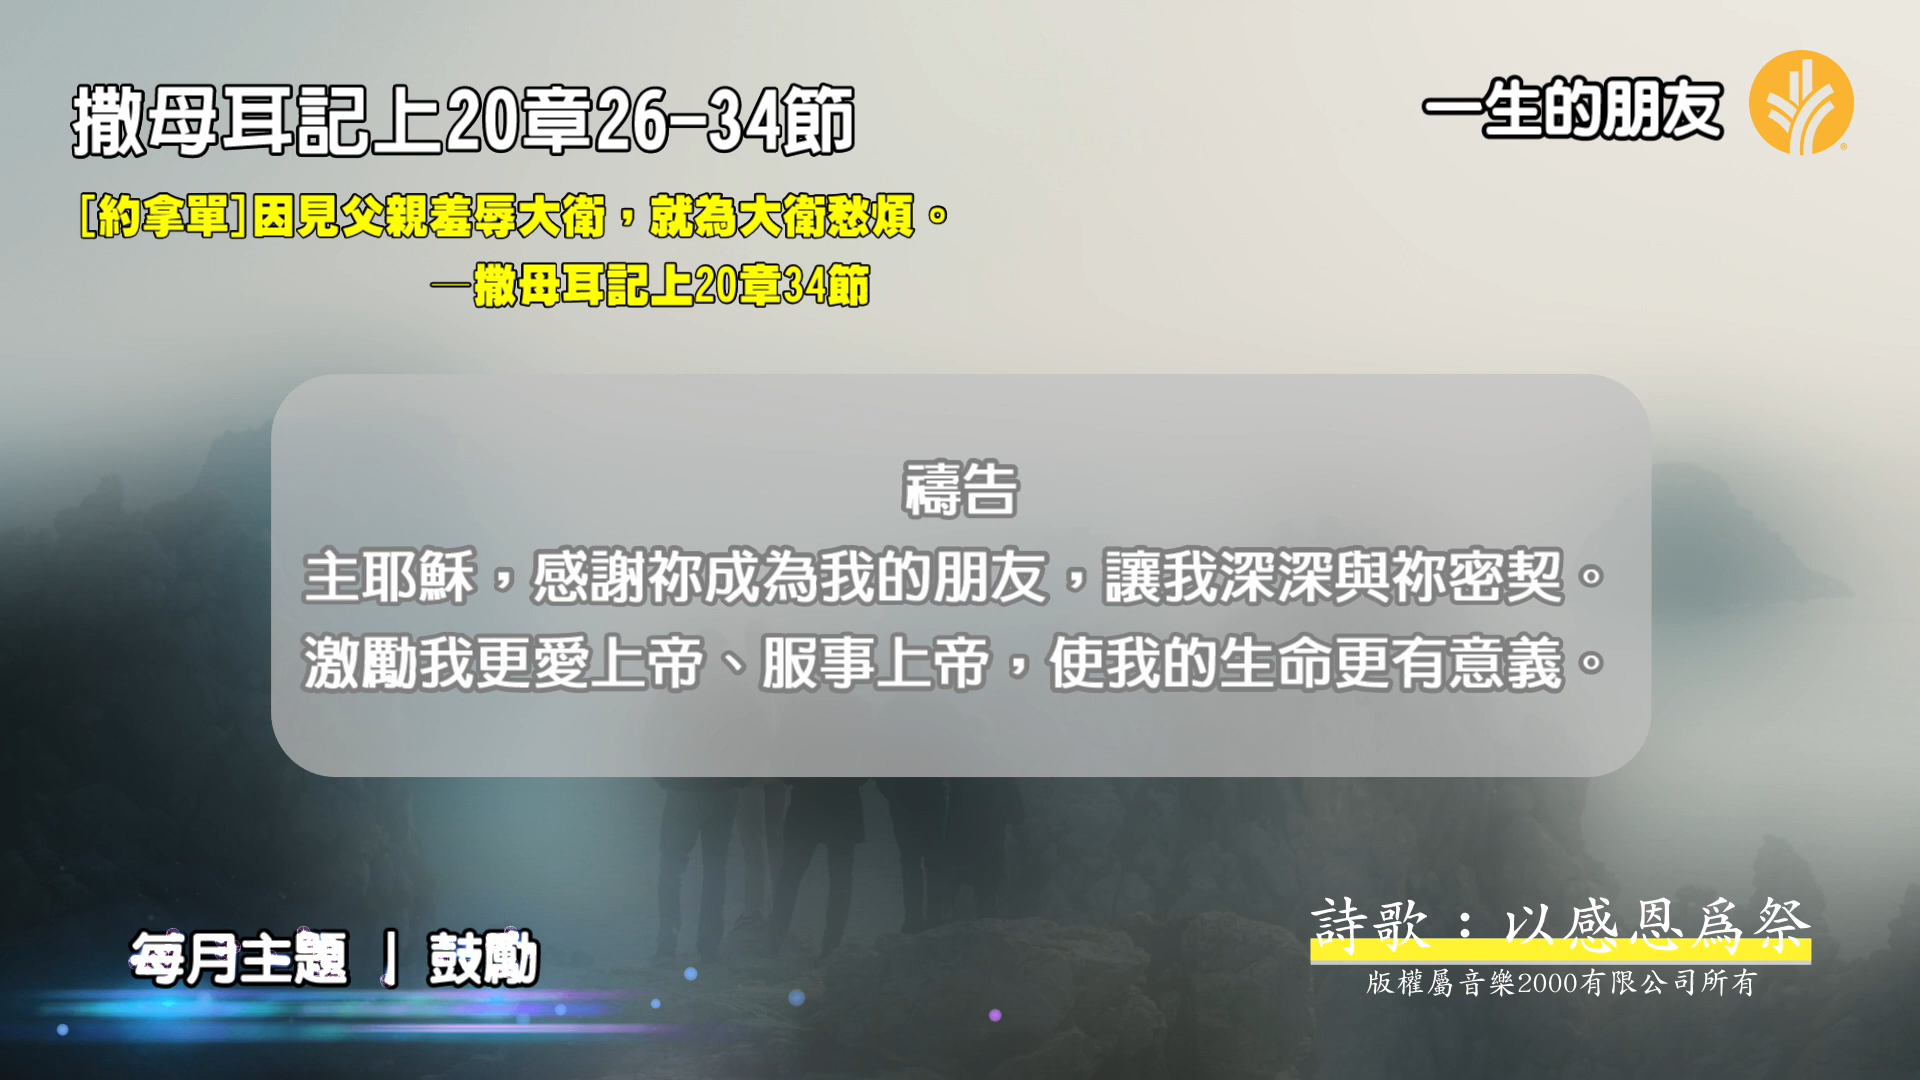 撒母耳記上20章26-34節
一生的朋友
[約拿單]因見父親羞辱大衛，就為大衛愁煩。
—撒母耳記上20章34節
禱告
主耶穌，感謝祢成為我的朋友，讓我深深與祢密契。
激勵我更愛上帝、服事上帝，使我的生命更有意義。
每月主題 | 鼓勵
詩歌：以感恩爲祭
版權屬音樂2000有限公司所有